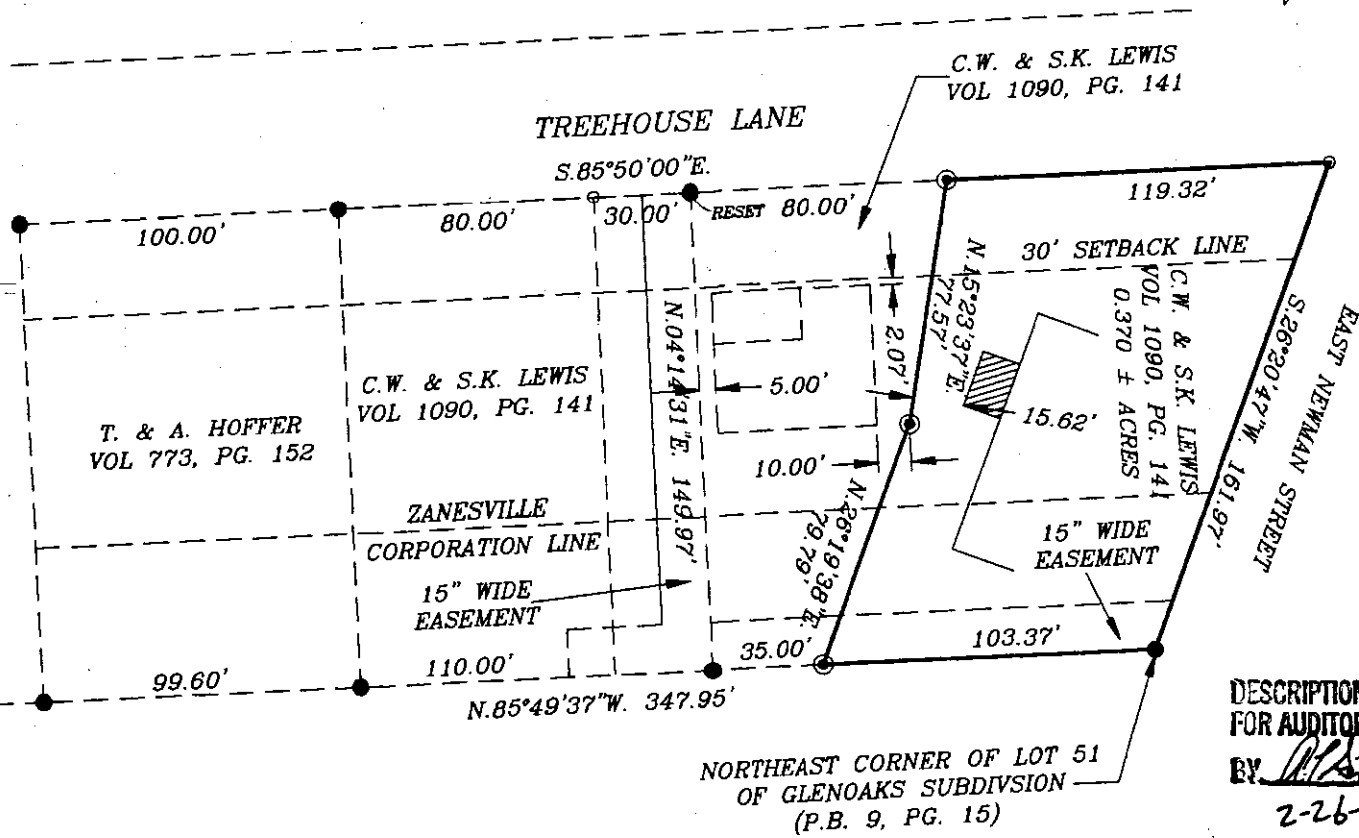 C.W. & S.K. LEWIS
VOL 1090, PG. 141
TREEHOUSE LANE
S.85°50'00"E.
100.00'
80.00'
30.00'
RESET
80.00'
119.32'
30' SETBACK LINE
2.07'
N.15°23'37"E.
77.57'
C.W. & S.K. LEWIS
VOL 1090, PG. 141
0.370 ± ACRES
S.26°20'47"W. 161.97'
EAST NEWMAN STREET
T. & A. HOFFER
VOL 773, PG. 152
C.W. & S.K. LEWIS
VOL 1090, PG. 141
N.04°14'31"E. 149.97'
5.00'
15.62'
10.00'
N.26°19'38"E.
79.79'
ZANESVILLE
CORPORATION LINE
15" WIDE
EASEMENT
15" WIDE
EASEMENT
99.60'
110.00'
35.00'
103.37'
N.85°49'37"W. 347.95'
NORTHEAST CORNER OF LOT 51
OF GLENOAKS SUBDIVSION
(P.B. 9, PG. 15)
DESCRIPTION
FOR AUDITOR
BY
2-26-